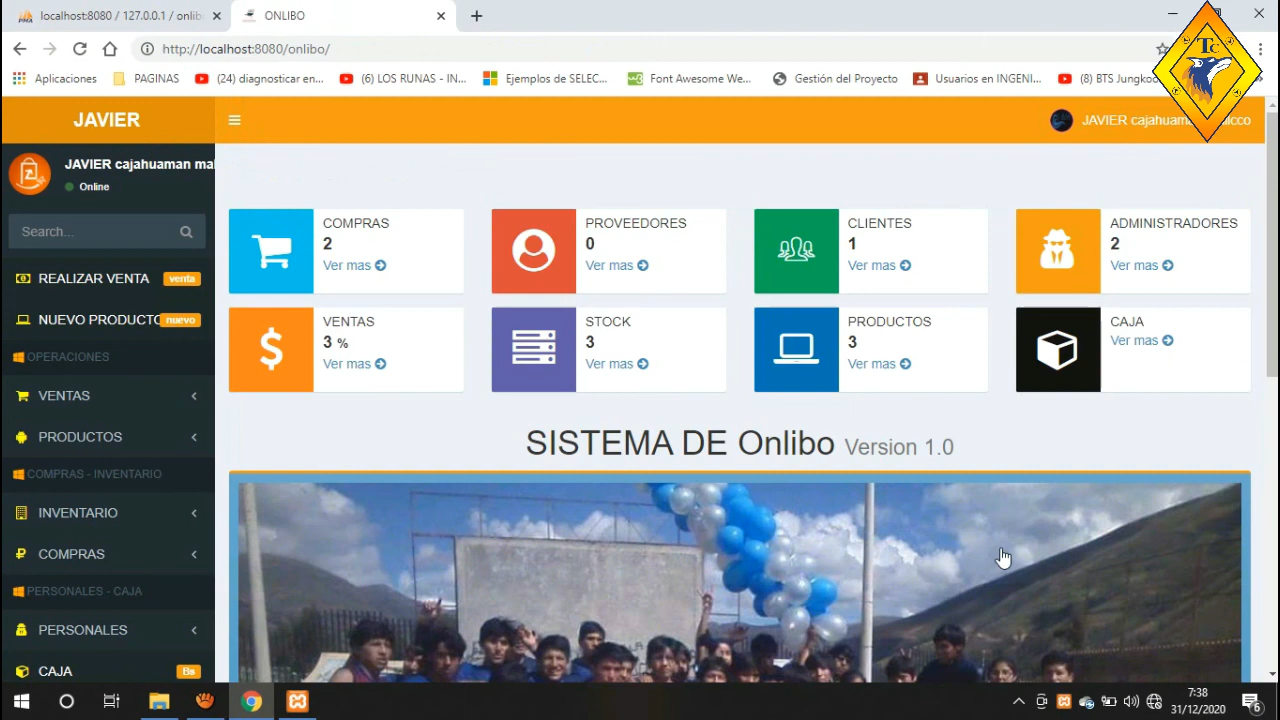 localhost:8080 / 127.0.0.1 / onlib
ONLIBO
http://localhost:8080/onlibo/
Aplicaciones
PAGINAS
(24) diagnosticar en...
(6) LOS RUNAS - IN...
Ejemplos de SELEC...
Font Awesome We...
Gestión del Proyecto
Usuarios en INGENI...
(8) BTS Jungkoo
TC
JAVIER
JAVIER cajahuaman
JAVIER cajahuaman mal
Online
Search...
REALIZAR VENTA venta
NUEVO PRODUCTO nuevo
OPERACIONES
VENTAS
PRODUCTOS
COMPRAS - INVENTARIO
INVENTARIO
COMPRAS
PERSONALES - CAJA
PERSONALES
CAJA Bs
COMPRAS
2
Ver mas
PROVEEDORES
0
Ver mas
CLIENTES
1
Ver mas
ADMINISTRADORES
2
Ver mas
VENTAS
3 %
Ver mas
STOCK
3
Ver mas
PRODUCTOS
3
Ver mas
CAJA
Ver mas
SISTEMA DE Onlibo Version 1.0
7:38
31/12/2020
6